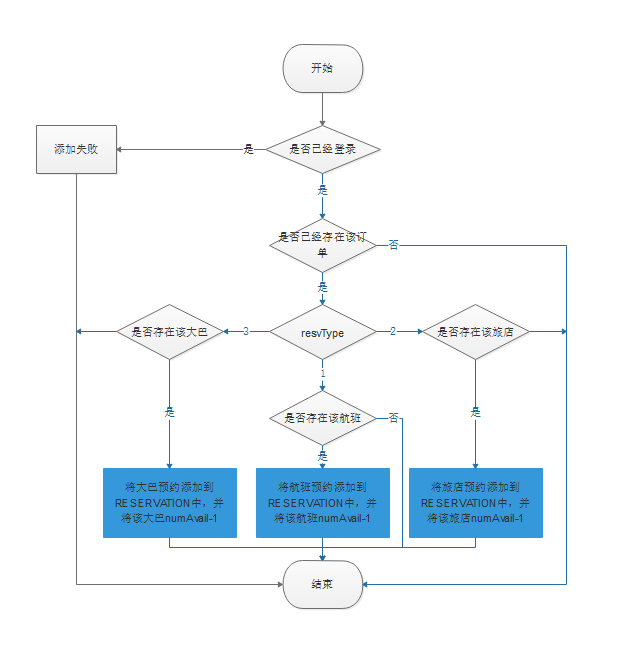 开始
添加失败
是
是否已经登录
是
是否已经存在该订
单
否
是
是否存在该大巴
3
resvType
2
是否存在该旅店
1
是
是否存在该航班
否
是
是
将大巴预约添加到
RESERVATION中，并
将该大巴numAvail-1
将航班预约添加到
RESERVATION中，并
将该航班numAvail-1
将旅店预约添加到
RESERVATION中，并
将该旅店numAvail-1
结束